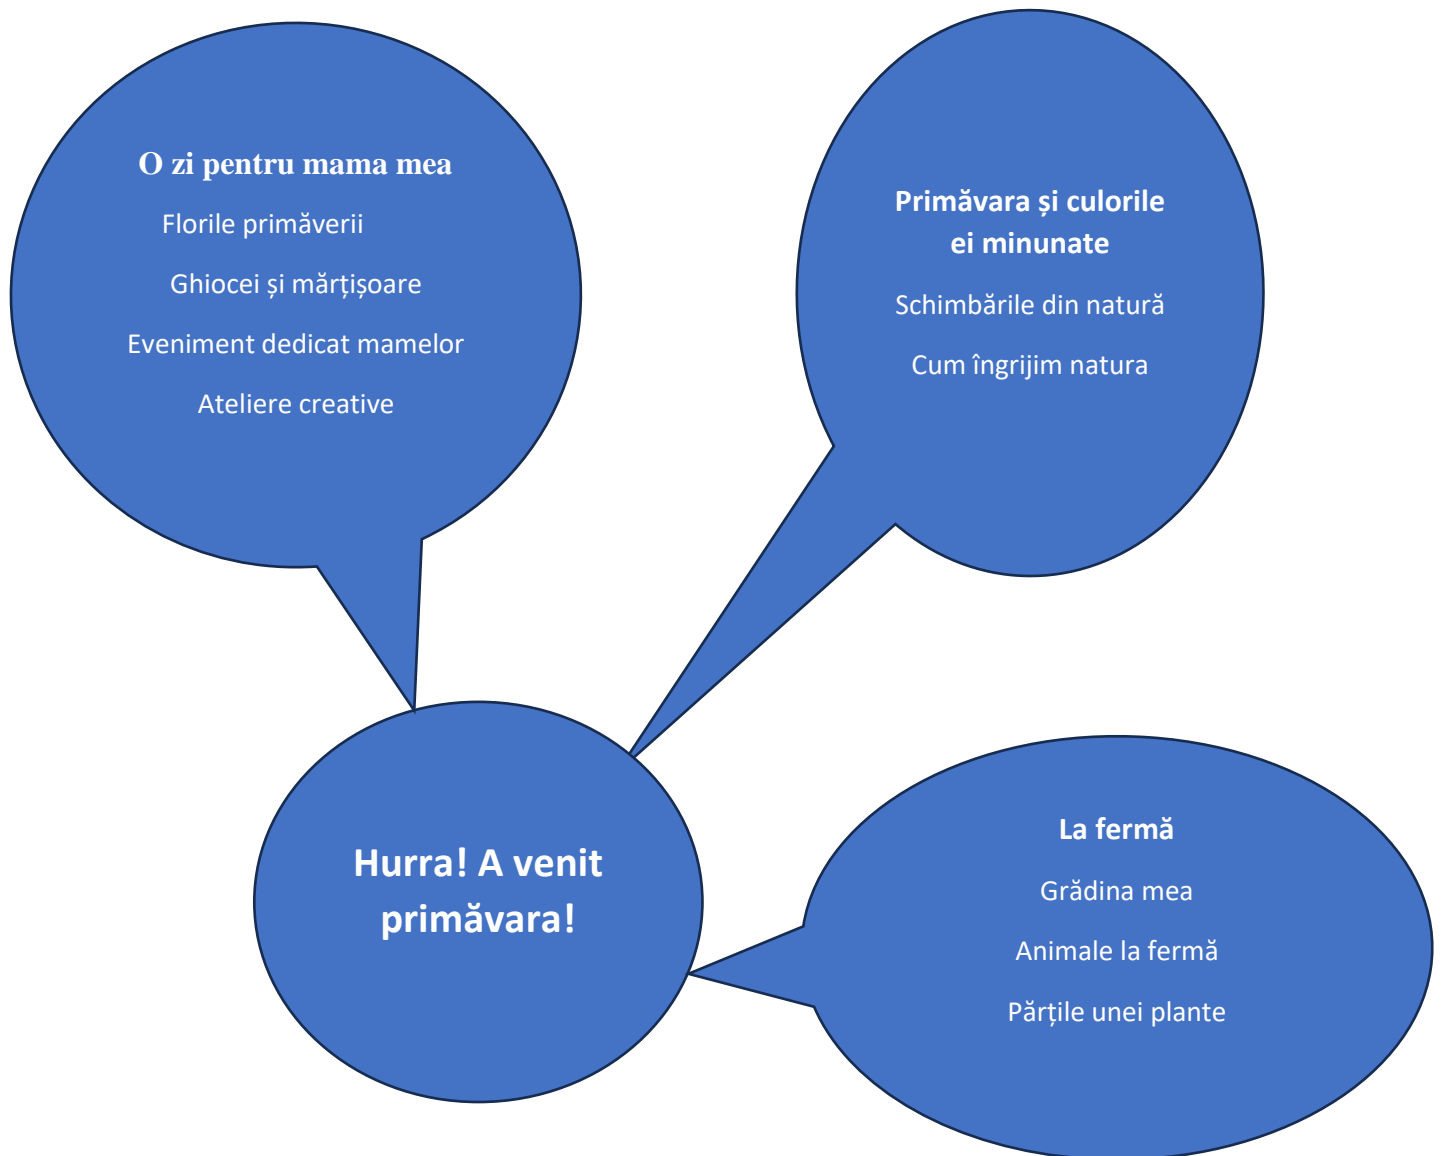 O zi pentru mama mea
Florile primăverii
Ghiocei și mărțișoare
Eveniment dedicat mamelor
Ateliere creative
Primăvara și culorile
ei minunate
Schimbările din natură
Cum îngrijim natura
Hurra! A venit
primăvara!
La fermă
Grădina mea
Animale la fermă
Părțile unei plante